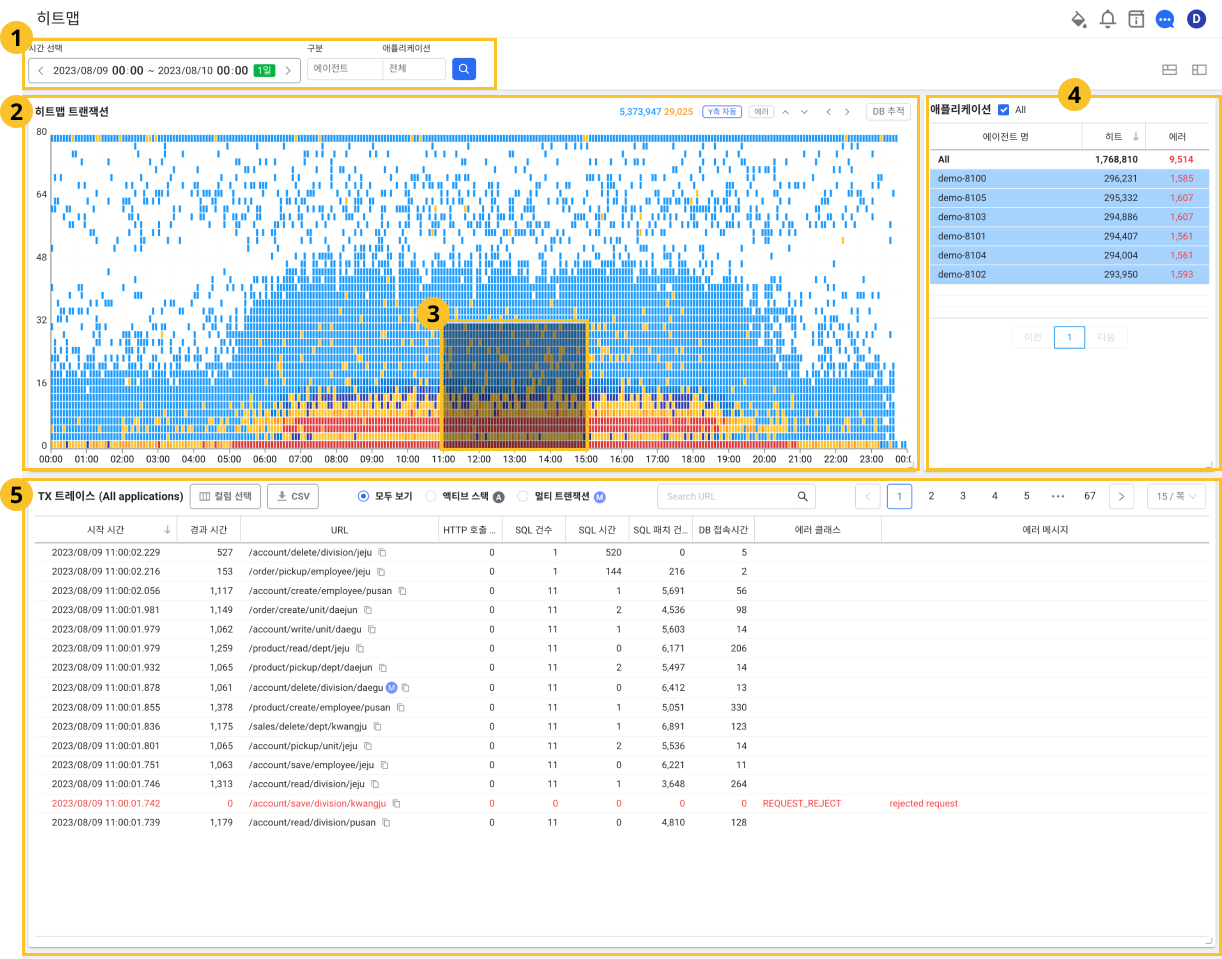 히트맵
D
1
시간 선택 구분 애플리케이션
2023/08/09 00:00 ~ 2023/08/10 00:00 1일 에이전트 전체
2
히트맵 트랜잭션 5,373,947 29,025 Y축 자동 에러 DB 추적
80
64
48
32
16
0
00:00 01:00 02:00 03:00 04:00 05:00 06:00 07:00 08:00 09:00 10:00 11:00 12:00 13:00 14:00 15:00 16:00 17:00 18:00 19:00 20:00 21:00 22:00 23:00 00:(
3
4
애플리케이션 All
에이전트 명 히트 에러
All 1,768,810 9,514
demo-8100 296,231 1,585
demo-8105 295,332 1,607
demo-8103 294,886 1,607
demo-8101 294,407 1,561
demo-8104 294,004 1,561
demo-8102 293,950 1,593
이전 1 다음
5
TX 트레이스 (All applications) 컬럼 선택 CSV 모두 보기 액티브 스택 A 멀티 트랜잭션 M Search URL 1 2 3 4 5 ••• 67 15 / 쪽
시작 시간 경과 시간 URL HTTP 호출 ... SQL 건수 SQL 시간 SQL 패치 건... DB 접속시간 에러 클래스 에러 메시지
2023/08/09 11:00:02.229 527 /account/delete/division/jeju 0 1 520 0 5
2023/08/09 11:00:02.216 153 /order/pickup/employee/jeju 0 1 144 216 2
2023/08/09 11:00:02.056 1,117 /account/create/employee/pusan 0 11 1 5,691 56
2023/08/09 11:00:01.981 1,149 /order/create/unit/daejun 0 11 2 4,536 98
2023/08/09 11:00:01.979 1,062 /account/write/unit/daegu 0 11 1 5,603 14
2023/08/09 11:00:01.979 1,259 /product/read/dept/jeju 0 11 0 6,171 206
2023/08/09 11:00:01.932 1,065 /product/pickup/dept/daejun 0 11 2 5,497 14
2023/08/09 11:00:01.878 1,061 /account/delete/division/daegu M 0 11 0 6,412 13
2023/08/09 11:00:01.855 1,378 /product/create/employee/pusan 0 11 1 5,051 330
2023/08/09 11:00:01.836 1,175 /sales/delete/dept/kwangju 0 11 1 6,891 123
2023/08/09 11:00:01.801 1,065 /account/pickup/unit/jeju 0 11 2 5,536 14
2023/08/09 11:00:01.751 1,063 /account/save/employee/jeju 0 11 0 6,221 11
2023/08/09 11:00:01.746 1,313 /account/read/division/jeju 0 11 1 3,648 264
2023/08/09 11:00:01.742 0 /account/save/division/kwangju 0 0 0 0 0 REQUEST_REJECT rejected request
2023/08/09 11:00:01.739 1,179 /account/read/division/pusan 0 11 0 4,810 128